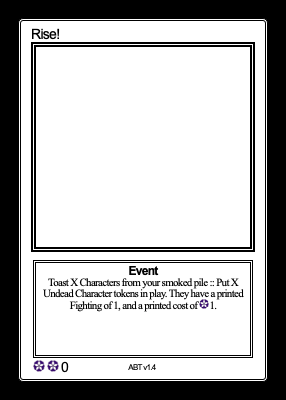 Rise!
Event
Toast X Characters from your smoked pile :: Put X
Undead Character tokens in play. They have a printed
Fighting of 1, and a printed cost of 1.
0
ABT v1.4